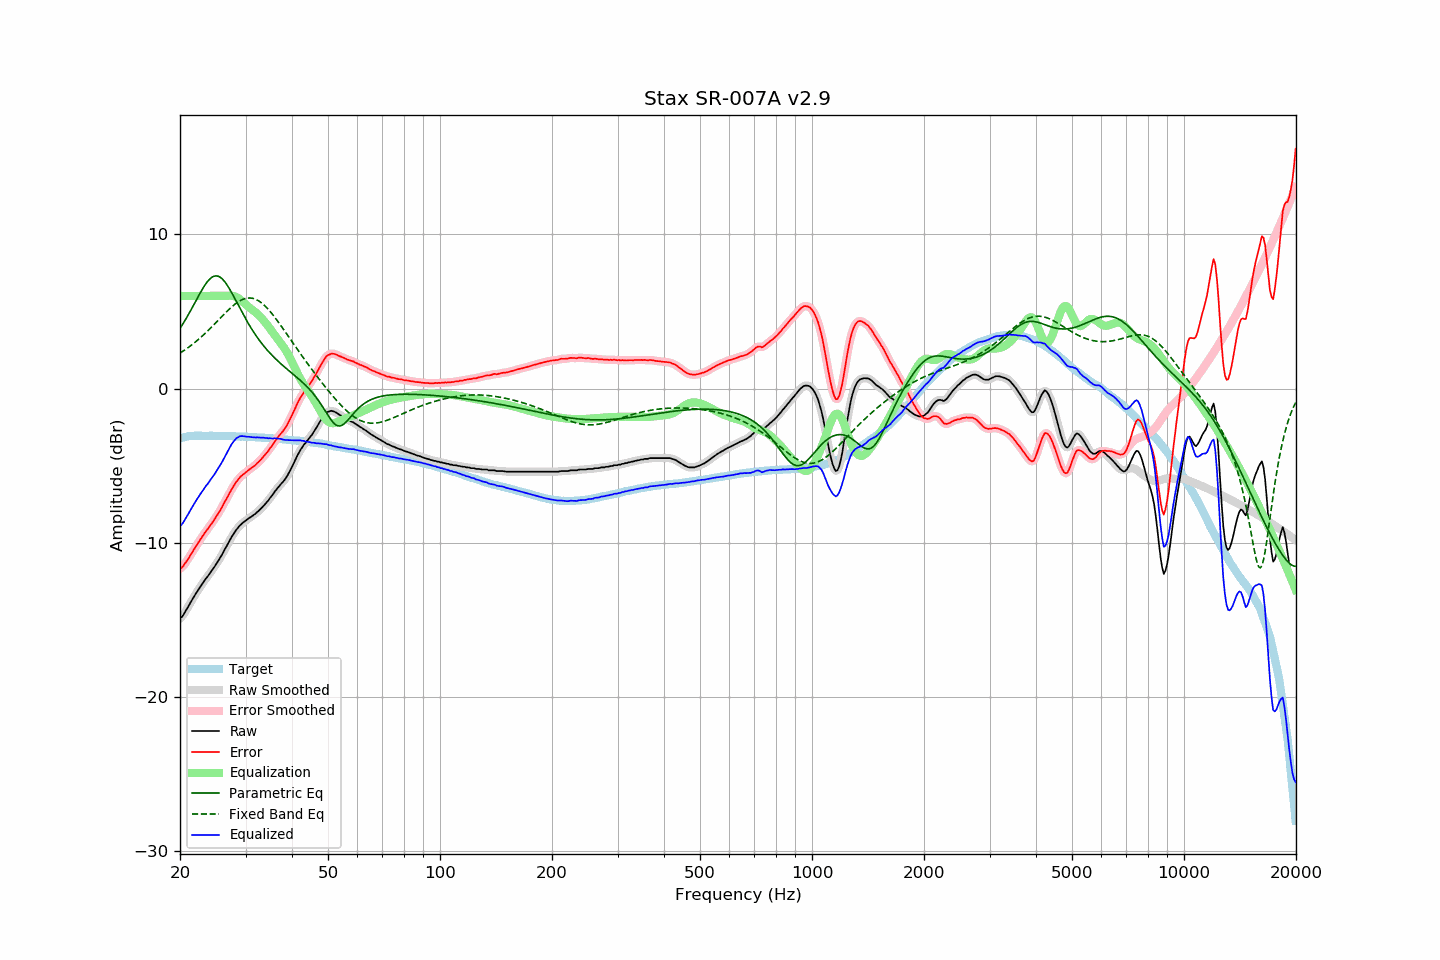 Stax SR-007A v2.9
Amplitude (dBr)
10
0
−10
−20
−30
Target
Raw Smoothed
Error Smoothed
Raw
Error
Equalization
Parametric Eq
Fixed Band Eq
Equalized
20 50 100 200 500 1000 2000 5000 10000 20000
Frequency (Hz)